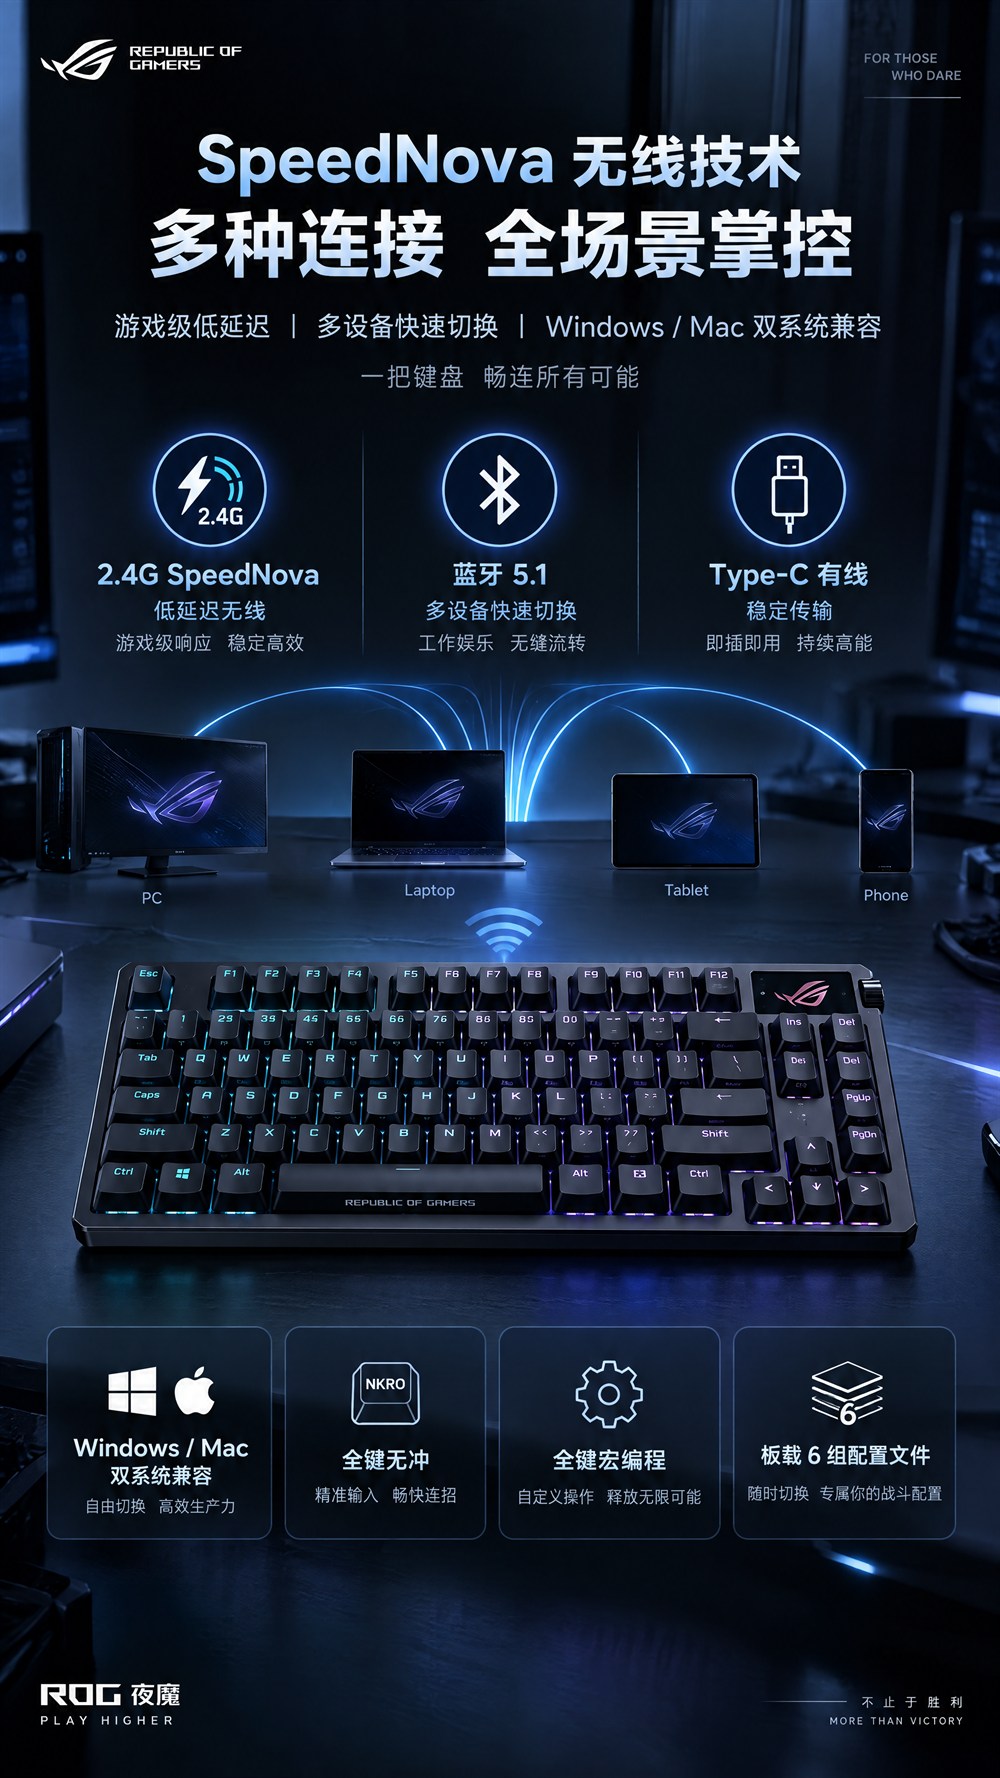 REPUBLIC OF
GAMERS
FOR THOSE
WHO DARE
SpeedNova 无线技术
多种连接 全场景掌控
游戏级低延迟 | 多设备快速切换 | Windows / Mac 双系统兼容
一把键盘 畅连所有可能
2.4G
2.4G SpeedNova
低延迟无线
游戏级响应 稳定高效
蓝牙 5.1
多设备快速切换
工作娱乐 无缝流转
Type-C 有线
稳定传输
即插即用 持续高能
PC
Laptop
Tablet
Phone
Esc F1 F2 F3 F4 F5 F6 F7 F8 F9 F10 F11 F12
Ins Del
Tab Q W E R T Y U I O P
Del
Caps A S D F G H J K L
PgUp
Shift Z X C V B N M << >> Shift
PgDn
Ctrl Alt REPUBLIC OF GAMERS Alt Ctrl
Windows / Mac
双系统兼容
自由切换 高效生产力
NKRO
全键无冲
精准输入 畅快连招
全键宏编程
自定义操作 释放无限可能
6
板载 6 组配置文件
随时切换 专属你的战斗配置
ROG 夜魔
PLAY HIGHER
不止于胜利
MORE THAN VICTORY